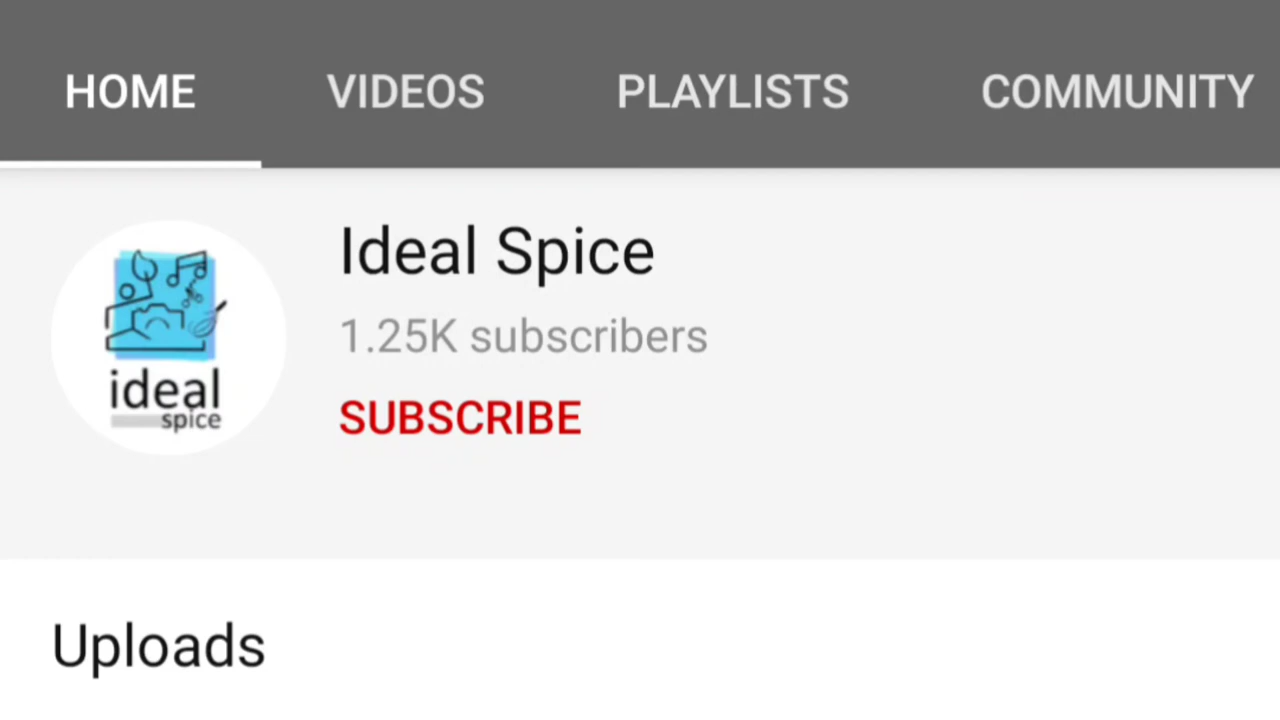 HOME VIDEOS PLAYLISTS COMMUNITY
Ideal Spice
1.25K subscribers
SUBSCRIBE
ideal
spice
Uploads